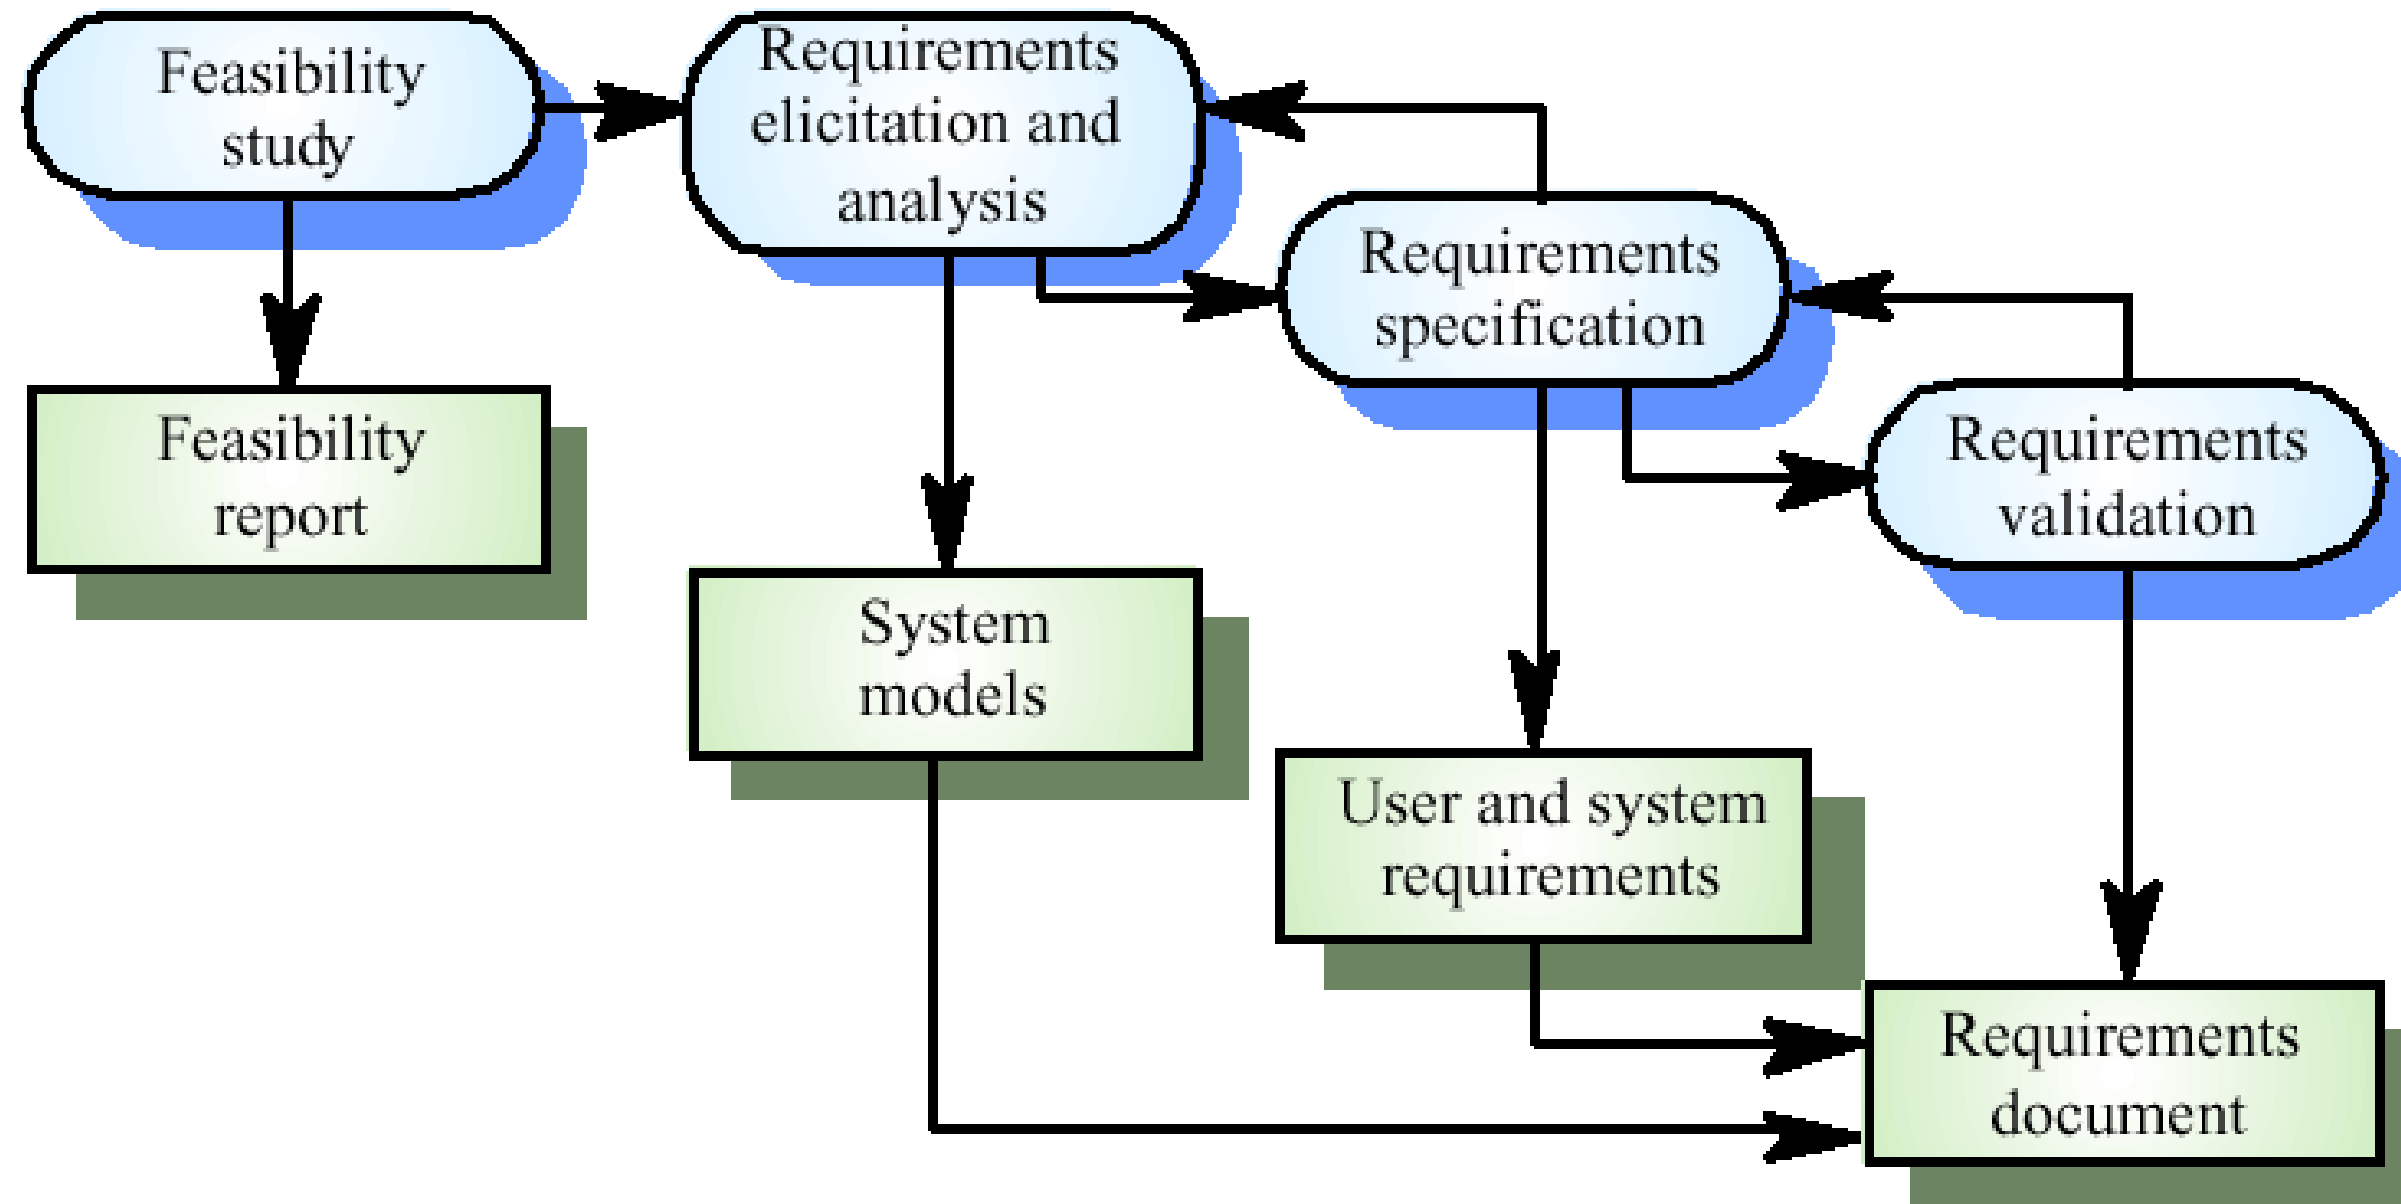 Feasibility
study
Requirements
elicitation and
analysis
Requirements
specification
Requirements
validation
Feasibility
report
System
models
User and system
requirements
Requirements
document